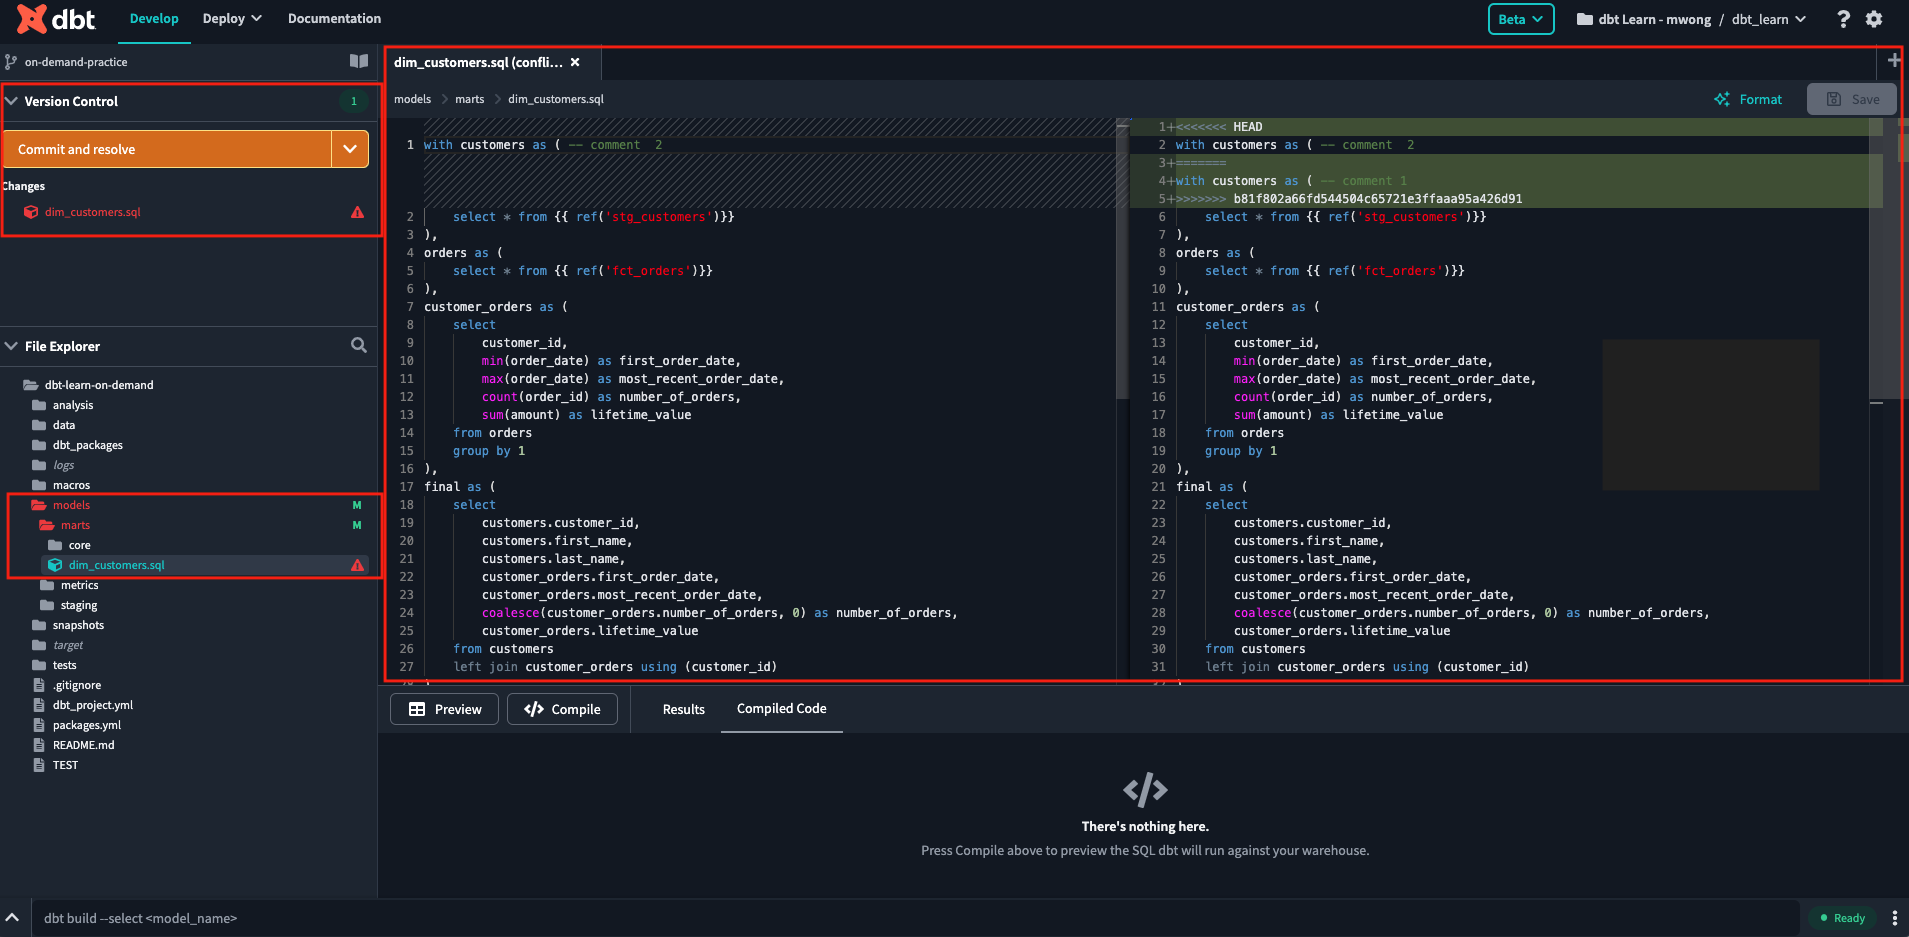 dbt Develop Deploy Documentation Beta dbt Learn - mwong / dbt_learn ?
on-demand-practice
Version Control 1
Commit and resolve
Changes
dim_customers.sql
File Explorer
dbt-learn-on-demand
analysis
data
dbt_packages
logs
macros
models M
marts M
core
dim_customers.sql
metrics
staging
snapshots
target
tests
.gitignore
dbt_project.yml
packages.yml
README.md
TEST
dim_customers.sql (confli... ×
models > marts > dim_customers.sql
Format Save
1 with customers as ( -- comment  2
2 select * from {{ ref('stg_customers')}}
3 ),
4 orders as (
5 select * from {{ ref('fct_orders')}}
6 ),
7 customer_orders as (
8 select
9 customer_id,
10 min(order_date) as first_order_date,
11 max(order_date) as most_recent_order_date,
12 count(order_id) as number_of_orders,
13 sum(amount) as lifetime_value
14 from orders
15 group by 1
16 ),
17 final as (
18 select
19 customers.customer_id,
20 customers.first_name,
21 customers.last_name,
22 customer_orders.first_order_date,
23 customer_orders.most_recent_order_date,
24 coalesce(customer_orders.number_of_orders, 0) as number_of_orders,
25 customer_orders.lifetime_value
26 from customers
27 left join customer_orders using (customer_id)
1+<<<<<<< HEAD
2 with customers as ( -- comment  2
3+=======
4+with customers as ( -- comment 1
5+>>>>>>> b81f802a66fd544504c65721e3ffaaa95a426d91
6 select * from {{ ref('stg_customers')}}
7 ),
8 orders as (
9 select * from {{ ref('fct_orders')}}
10 ),
11 customer_orders as (
12 select
13 customer_id,
14 min(order_date) as first_order_date,
15 max(order_date) as most_recent_order_date,
16 count(order_id) as number_of_orders,
17 sum(amount) as lifetime_value
18 from orders
19 group by 1
20 ),
21 final as (
22 select
23 customers.customer_id,
24 customers.first_name,
25 customers.last_name,
26 customer_orders.first_order_date,
27 customer_orders.most_recent_order_date,
28 coalesce(customer_orders.number_of_orders, 0) as number_of_orders,
29 customer_orders.lifetime_value
30 from customers
31 left join customer_orders using (customer_id)
Preview </> Compile Results Compiled Code
</>
There's nothing here.
Press Compile above to preview the SQL dbt will run against your warehouse.
dbt build --select <model_name> Ready